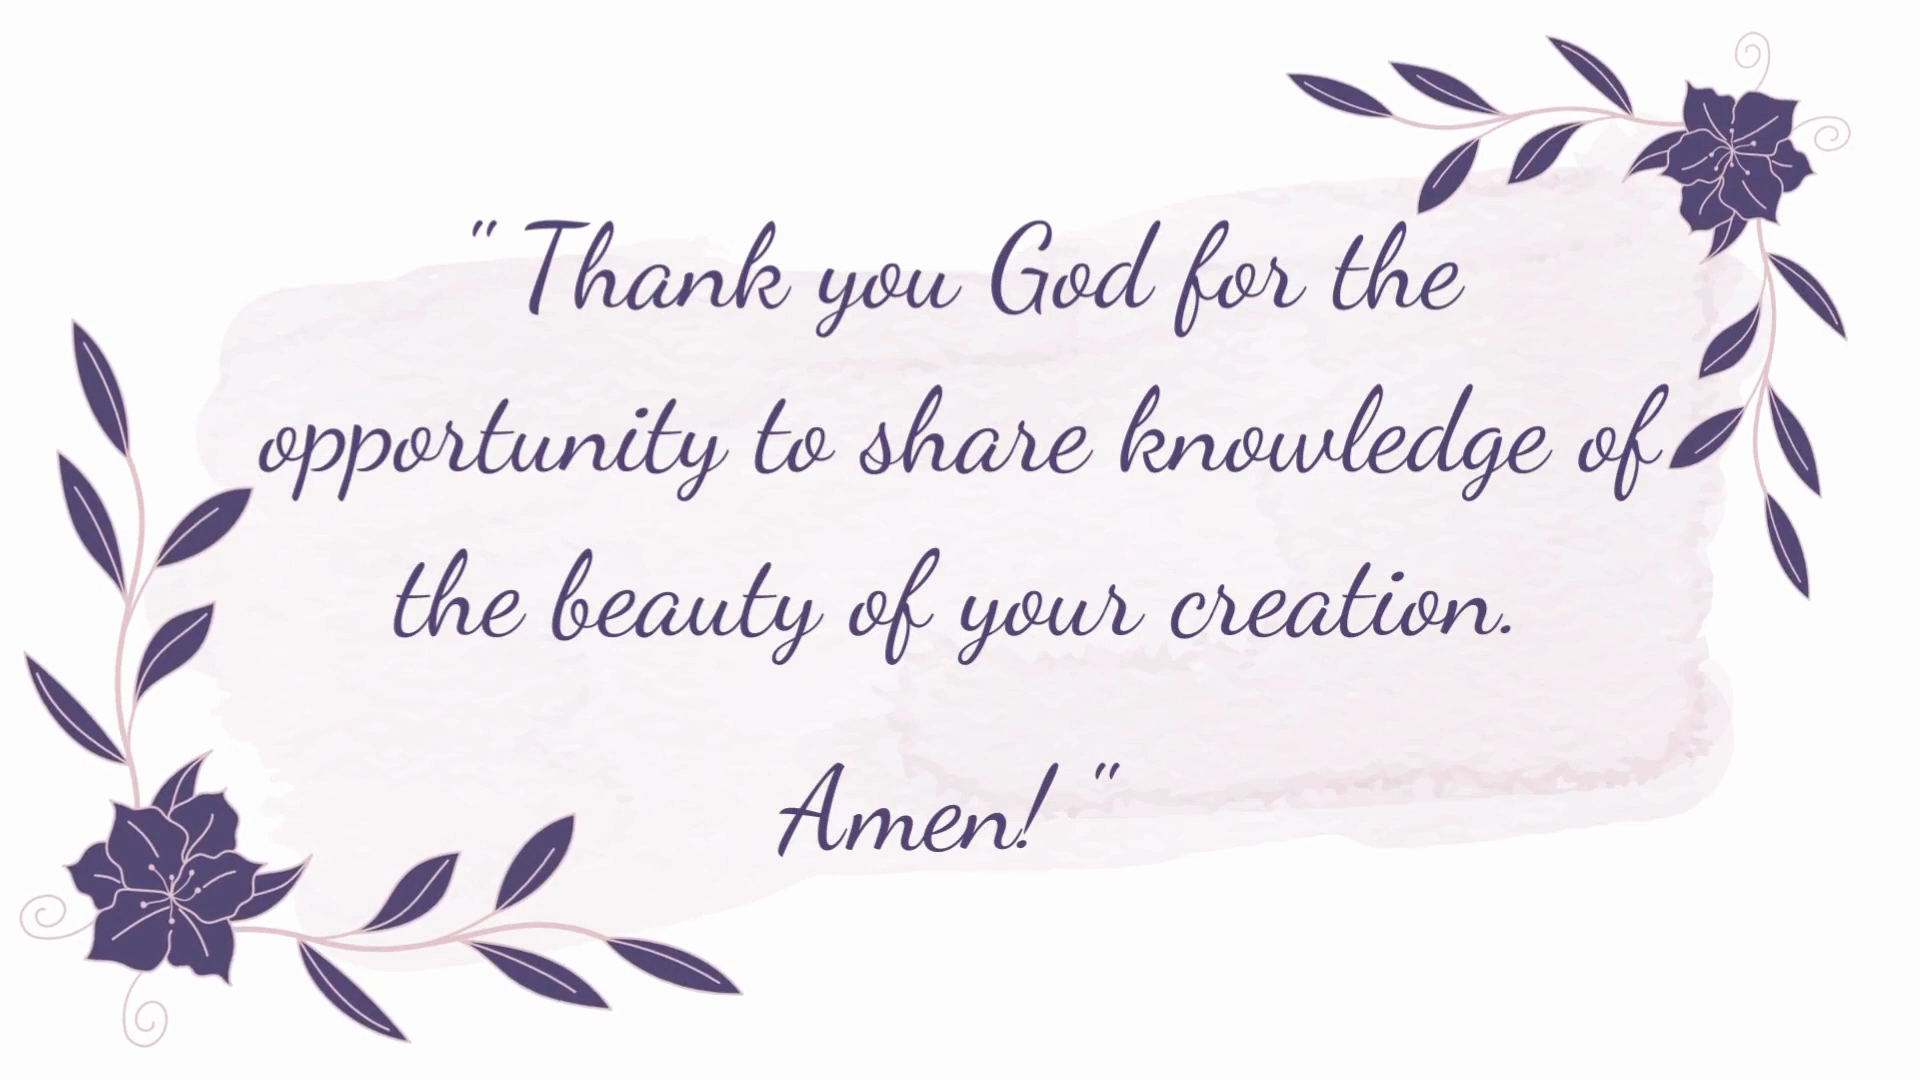 " Thank you God for the
opportunity to share knowledge of
the beauty of your creation.
Amen! "